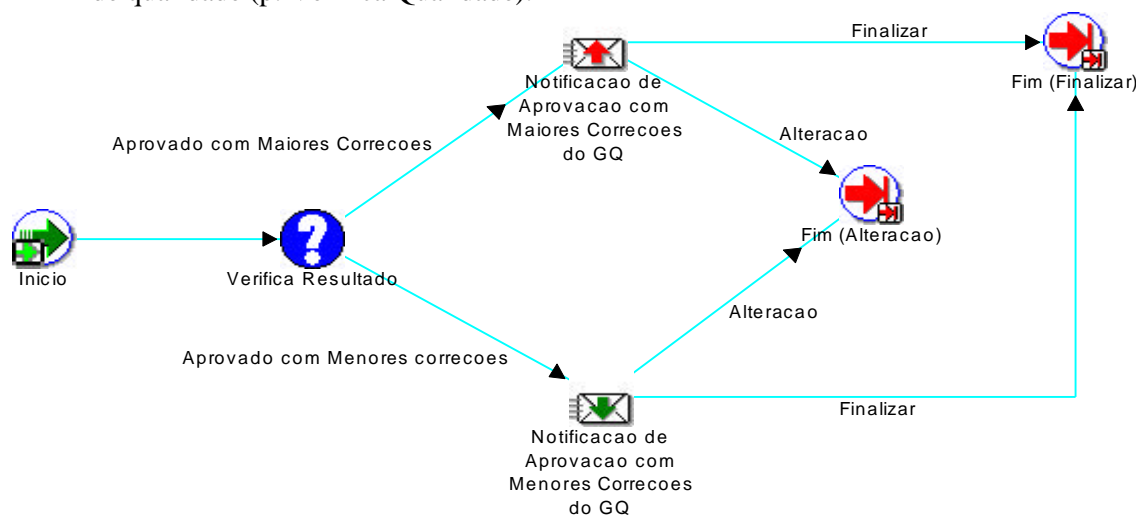 Finalizar
Fim (Finalizar)
Notificacao de
Aprovacao com
Maiores Correcoes
do GQ
Aprovado com Maiores Correcoes
Alteracao
Fim (Alteracao)
Inicio
Verifica Resultado
Alteracao
Aprovado com Menores correcoes
Finalizar
Notificacao de
Aprovacao com
Menores Correcoes
do GQ